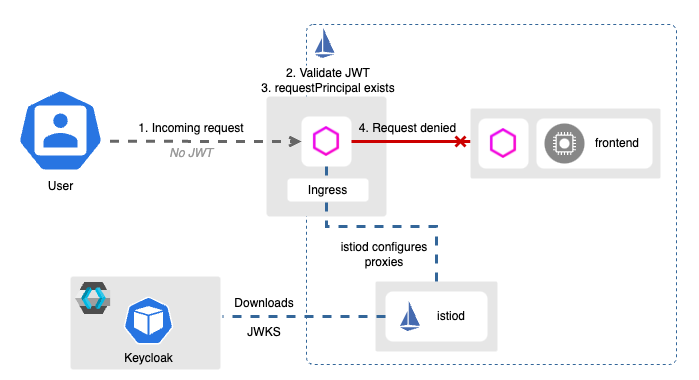 2. Validate JWT
3. requestPrincipal exists
1. Incoming request
No JWT
4. Request denied
frontend
User
Ingress
istiod configures
proxies
Downloads
JWKS
istiod
Keycloak